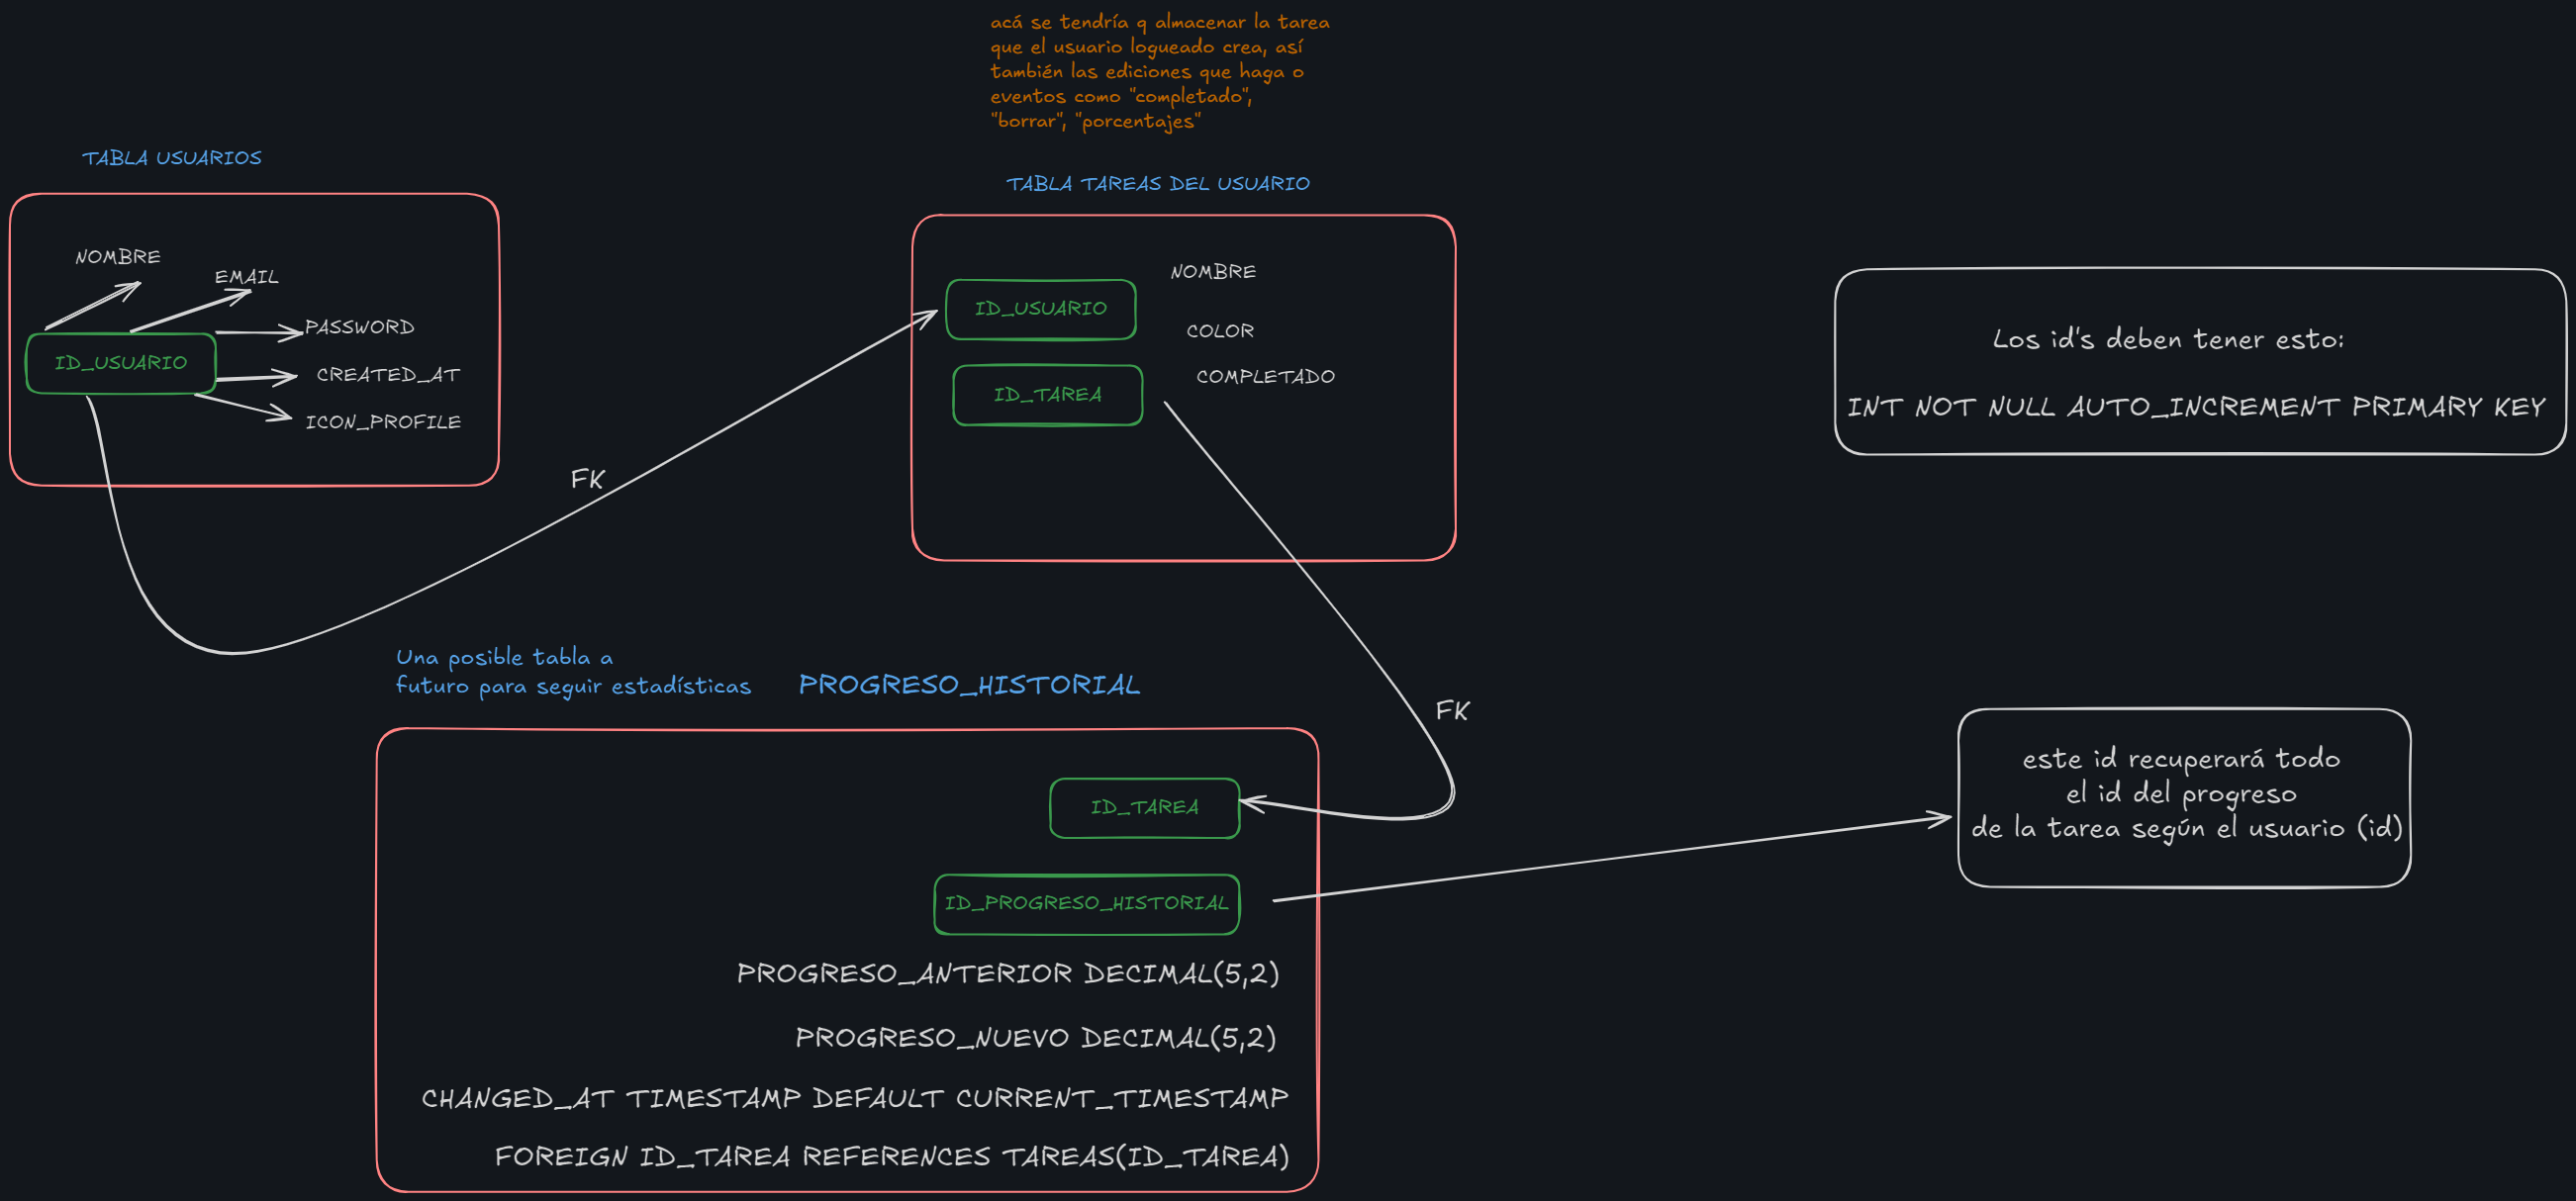 acá se tendría q almacenar la tarea
que el usuario logueado crea, así
también las ediciones que haga o
eventos como "completado",
"borrar", "porcentajes"
TABLA USUARIOS
NOMBRE
EMAIL
PASSWORD
ID_USUARIO
CREATED_AT
ICON_PROFILE
FK
TABLA TAREAS DEL USUARIO
ID_USUARIO
NOMBRE
COLOR
ID_TAREA
COMPLETADO
Los id's deben tener esto:
INT NOT NULL AUTO_INCREMENT PRIMARY KEY
FK
Una posible tabla a
futuro para seguir estadísticas
PROGRESO_HISTORIAL
ID_TAREA
ID_PROGRESO_HISTORIAL
PROGRESO_ANTERIOR DECIMAL(5,2)
PROGRESO_NUEVO DECIMAL(5,2)
CHANGED_AT TIMESTAMP DEFAULT CURRENT_TIMESTAMP
FOREIGN ID_TAREA REFERENCES TAREAS(ID_TAREA)
este id recuperará todo
el id del progreso
de la tarea según el usuario (id)